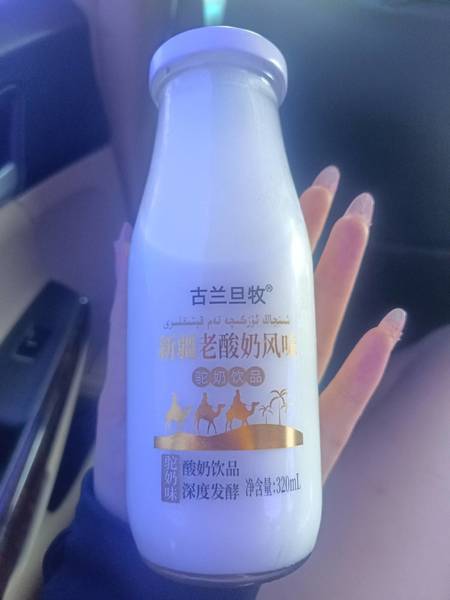 古兰旦牧®
新疆老酸奶风味
驼奶饮品
驼奶味
酸奶饮品
深度发酵 净含量:320mL